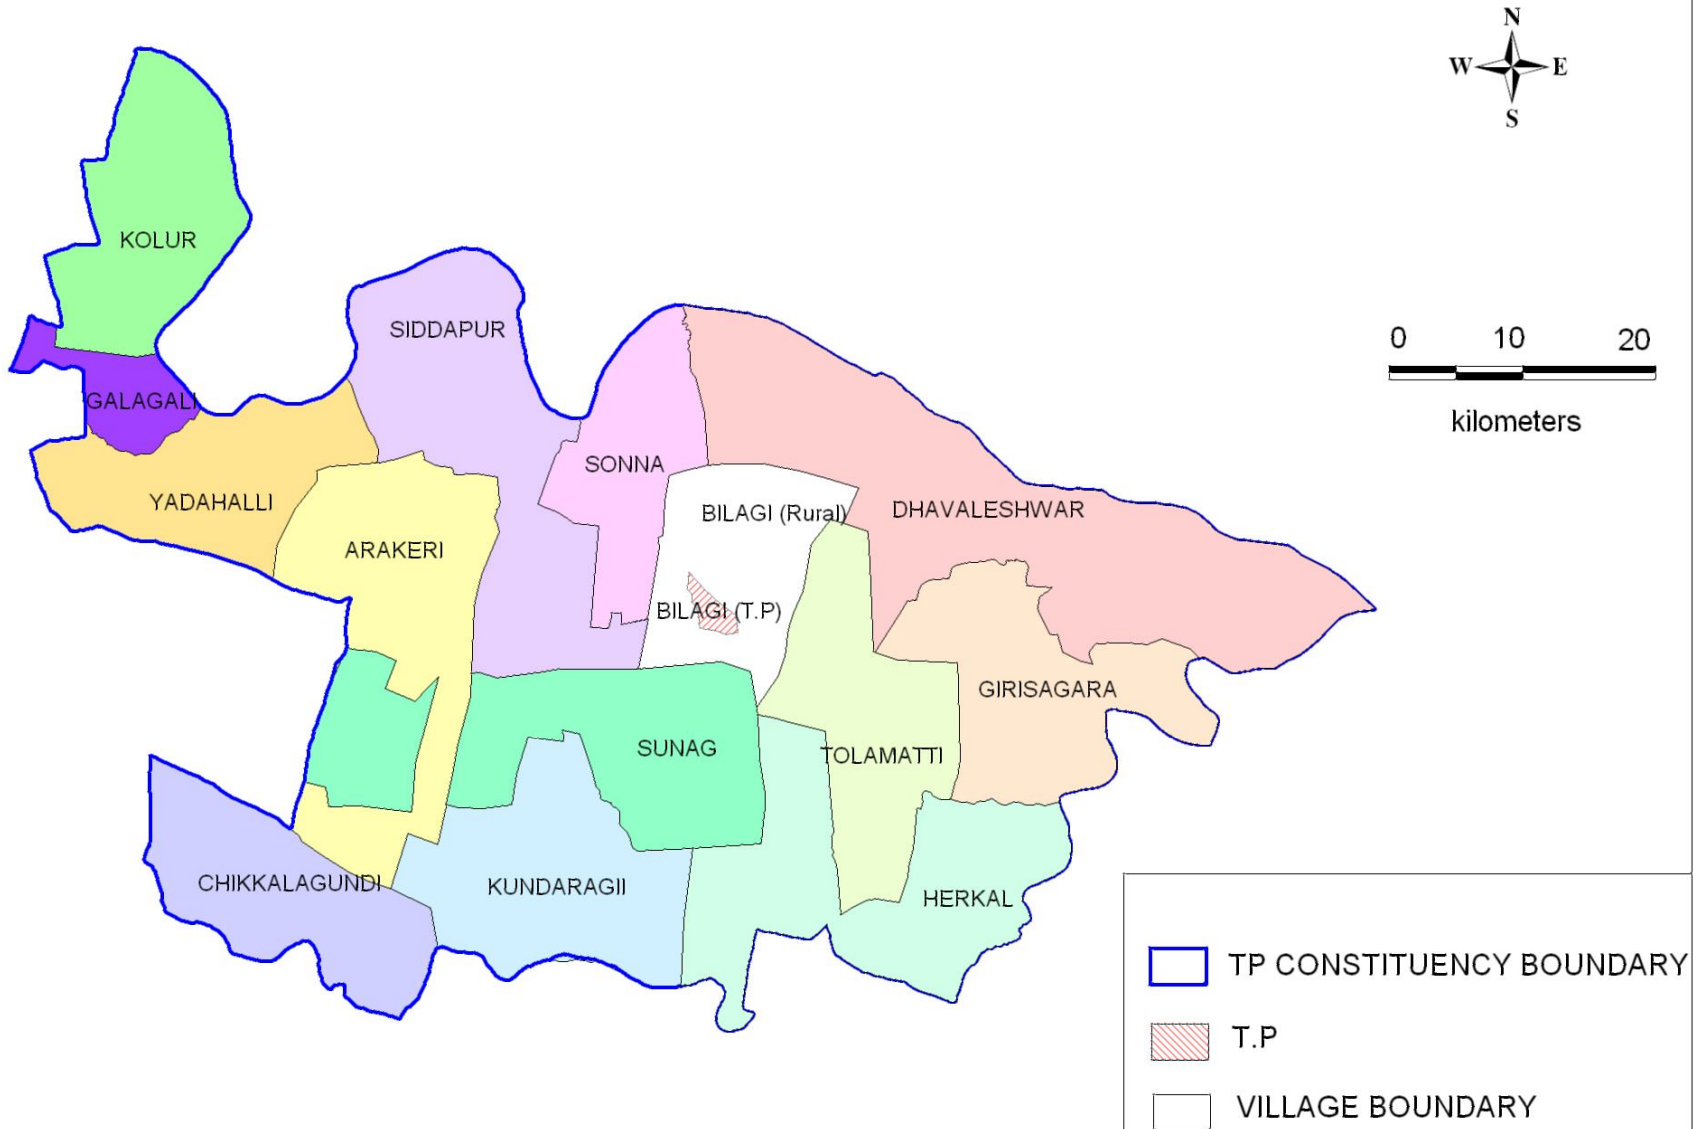 N
W E
S
KOLUR
SIDDAPUR
0 10 20
kilometers
GALAGALI
SONNA
YADAHALLI
BILAGI (Rural)
DHAVALESHWAR
ARAKERI
BILAGI (T.P)
GIRISAGARA
SUNAG
TOLAMATTI
CHIKKALAGUNDI
KUNDARAGII
HERKAL
TP CONSTITUENCY BOUNDARY
T.P
VILLAGE BOUNDARY